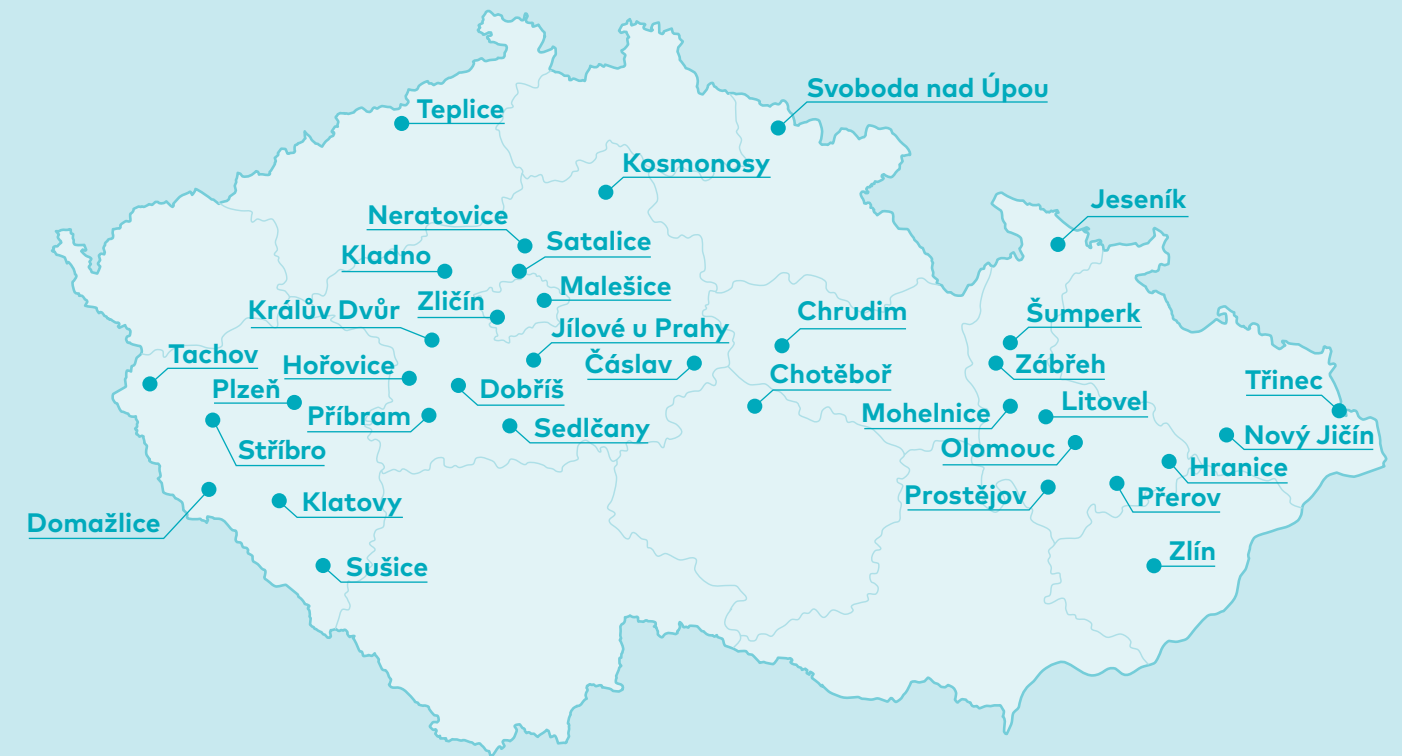 Svoboda nad Úpou
Teplice
Kosmonosy
Jeseník
Neratovice
Satalice
Kladno
Malešice
Zličín
Králův Dvůr
Chrudim
Šumperk
Jílové u Prahy
Tachov
Hořovice
Čáslav
Zábřeh
Chotěboř
Třinec
Plzeň
Dobříš
Litovel
Mohelnice
Příbram
Sedlčany
Nový Jičín
Stříbro
Olomouc
Hranice
Prostějov
Přerov
Klatovy
Domažlice
Zlín
Sušice